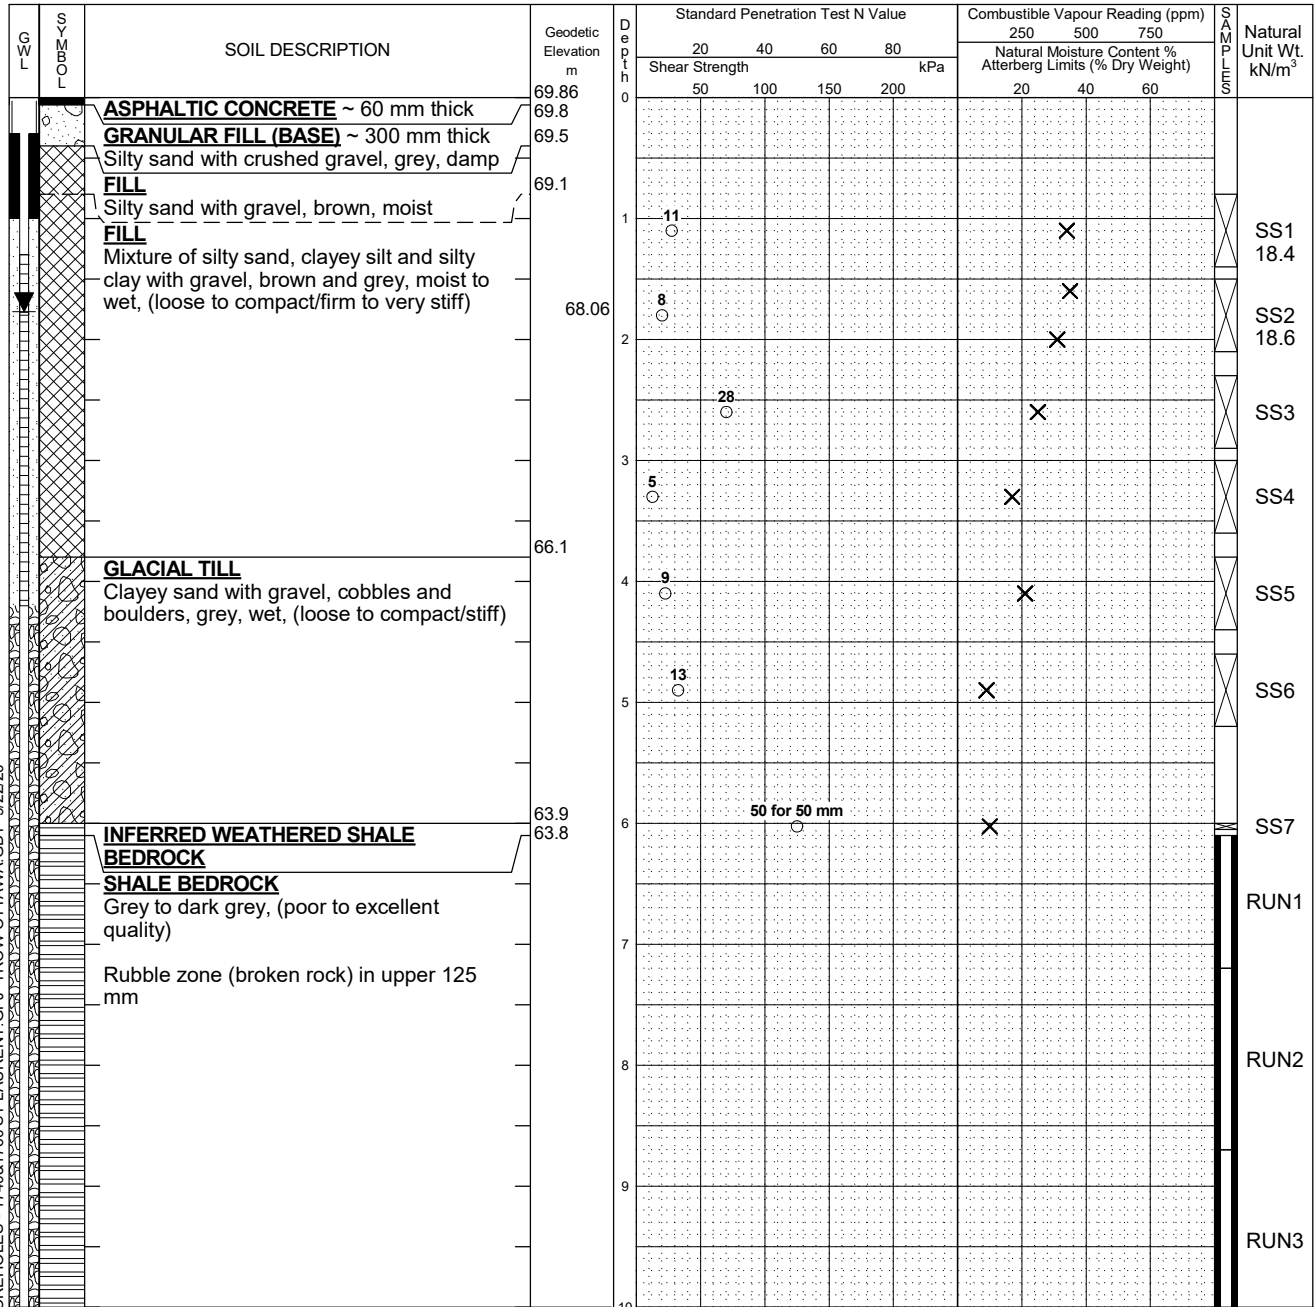 GWL
SYMBOL
SOIL DESCRIPTION
Geodetic
Elevation
m
Depth
Standard Penetration Test N Value
20 40 60 80
Shear Strength kPa
50 100 150 200
Combustible Vapour Reading (ppm)
250 500 750
Natural Moisture Content %
Atterberg Limits (% Dry Weight)
20 40 60
SAMPLES
Natural
Unit Wt.
kN/m³
69.86
0
ASPHALTIC CONCRETE ~ 60 mm thick
69.8
GRANULAR FILL (BASE) ~ 300 mm thick
69.5
Silty sand with crushed gravel, grey, damp
FILL
69.1
Silty sand with gravel, brown, moist
FILL
Mixture of silty sand, clayey silt and silty
clay with gravel, brown and grey, moist to
wet, (loose to compact/firm to very stiff)
68.06
1
11
SS1
18.4
8
SS2
18.6
2
28
SS3
3
5
SS4
66.1
GLACIAL TILL
Clayey sand with gravel, cobbles and
boulders, grey, wet, (loose to compact/stiff)
4
9
SS5
13
SS6
5
63.9
50 for 50 mm
6
SS7
INFERRED WEATHERED SHALE
BEDROCK
63.8
SHALE BEDROCK
Grey to dark grey, (poor to excellent
quality)
Rubble zone (broken rock) in upper 125
mm
RUN1
7
RUN2
8
9
RUN3
10